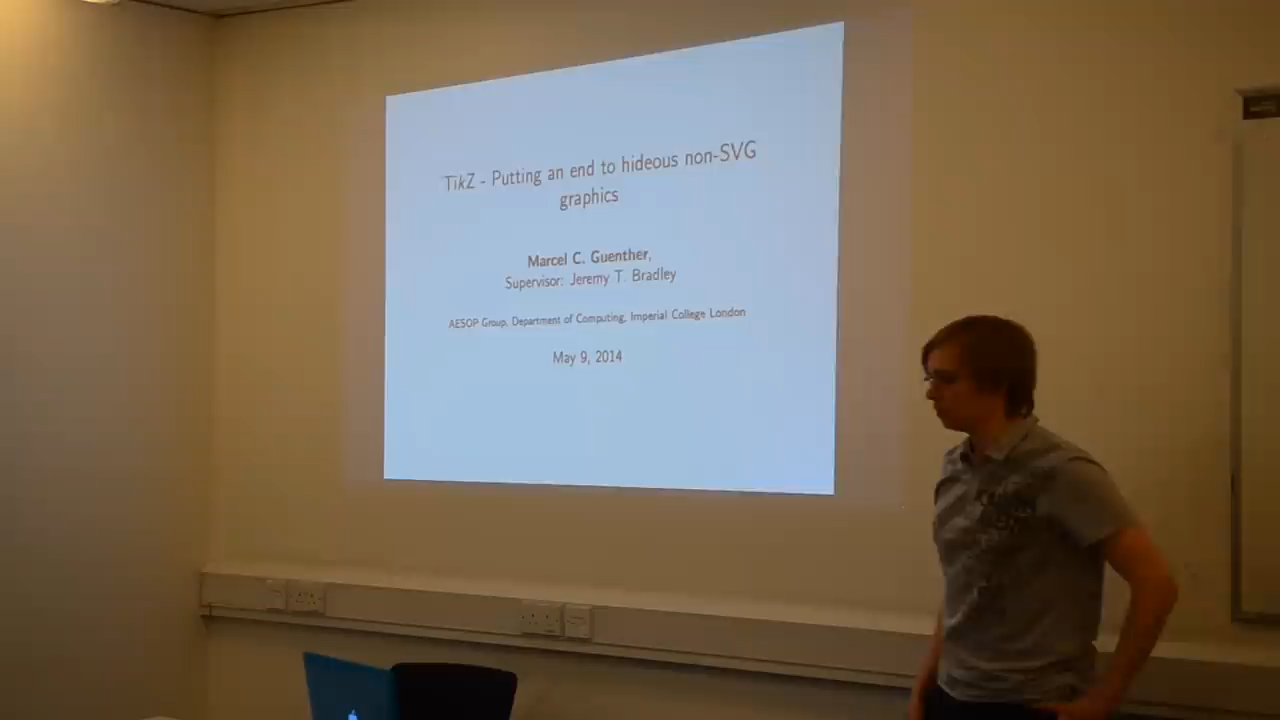 TikZ - Putting an end to hideous non-SVG
graphics
Marcel C. Guenther,
Supervisor: Jeremy T. Bradley
AESOP Group, Department of Computing, Imperial College London
May 9, 2014